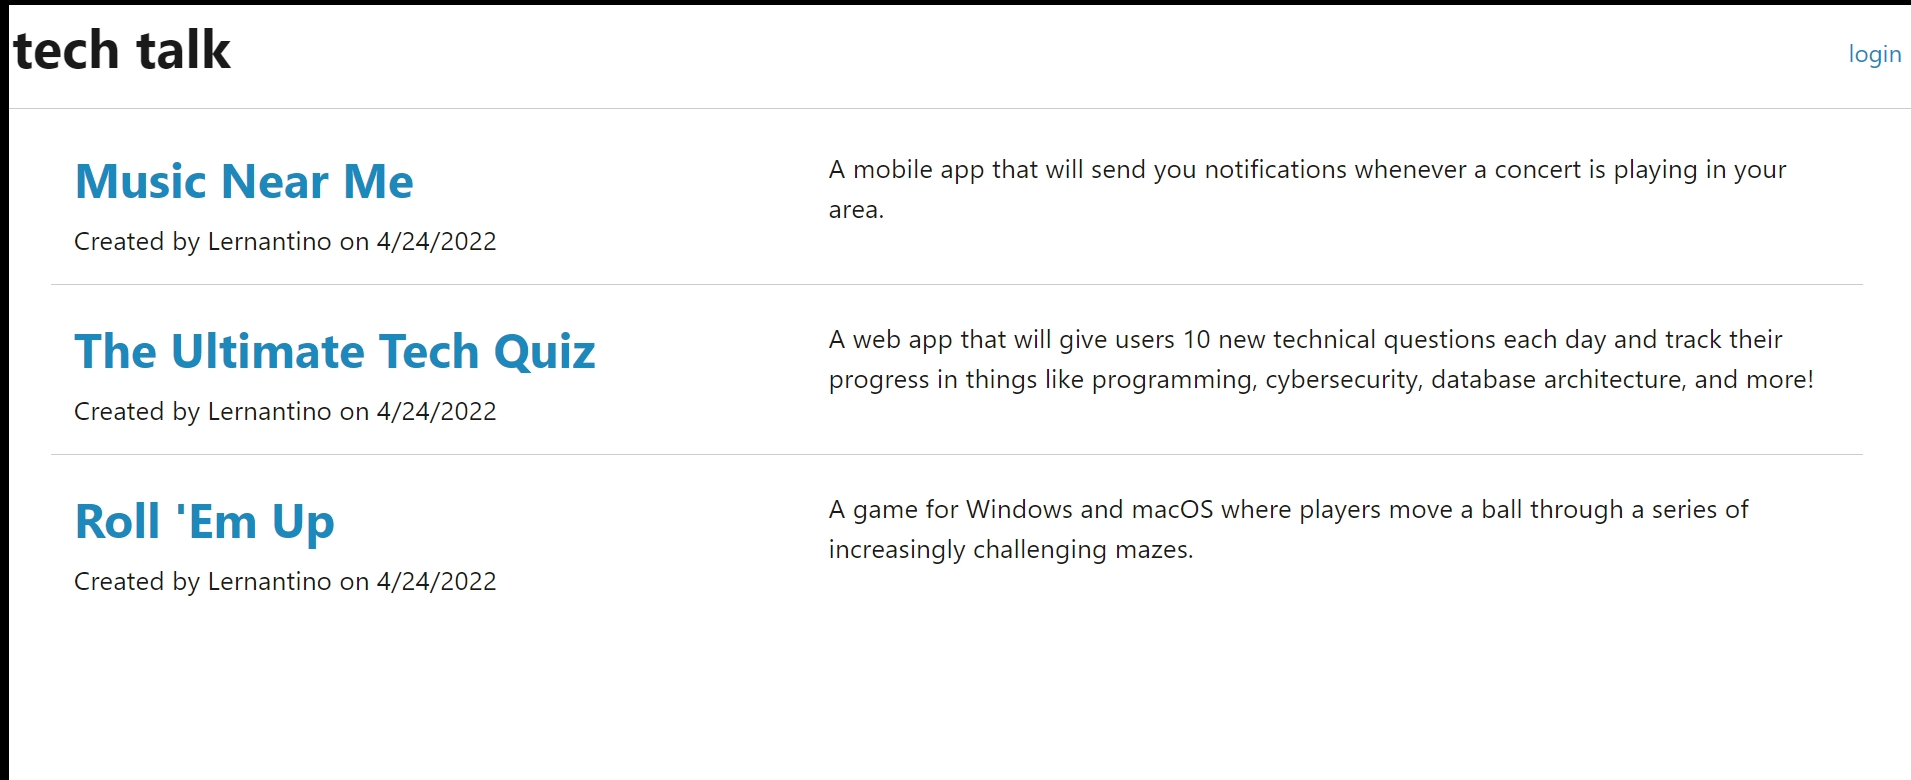 tech talk
login
Music Near Me
Created by Lernantino on 4/24/2022
A mobile app that will send you notifications whenever a concert is playing in your
area.
The Ultimate Tech Quiz
Created by Lernantino on 4/24/2022
A web app that will give users 10 new technical questions each day and track their
progress in things like programming, cybersecurity, database architecture, and more!
Roll 'Em Up
Created by Lernantino on 4/24/2022
A game for Windows and macOS where players move a ball through a series of
increasingly challenging mazes.